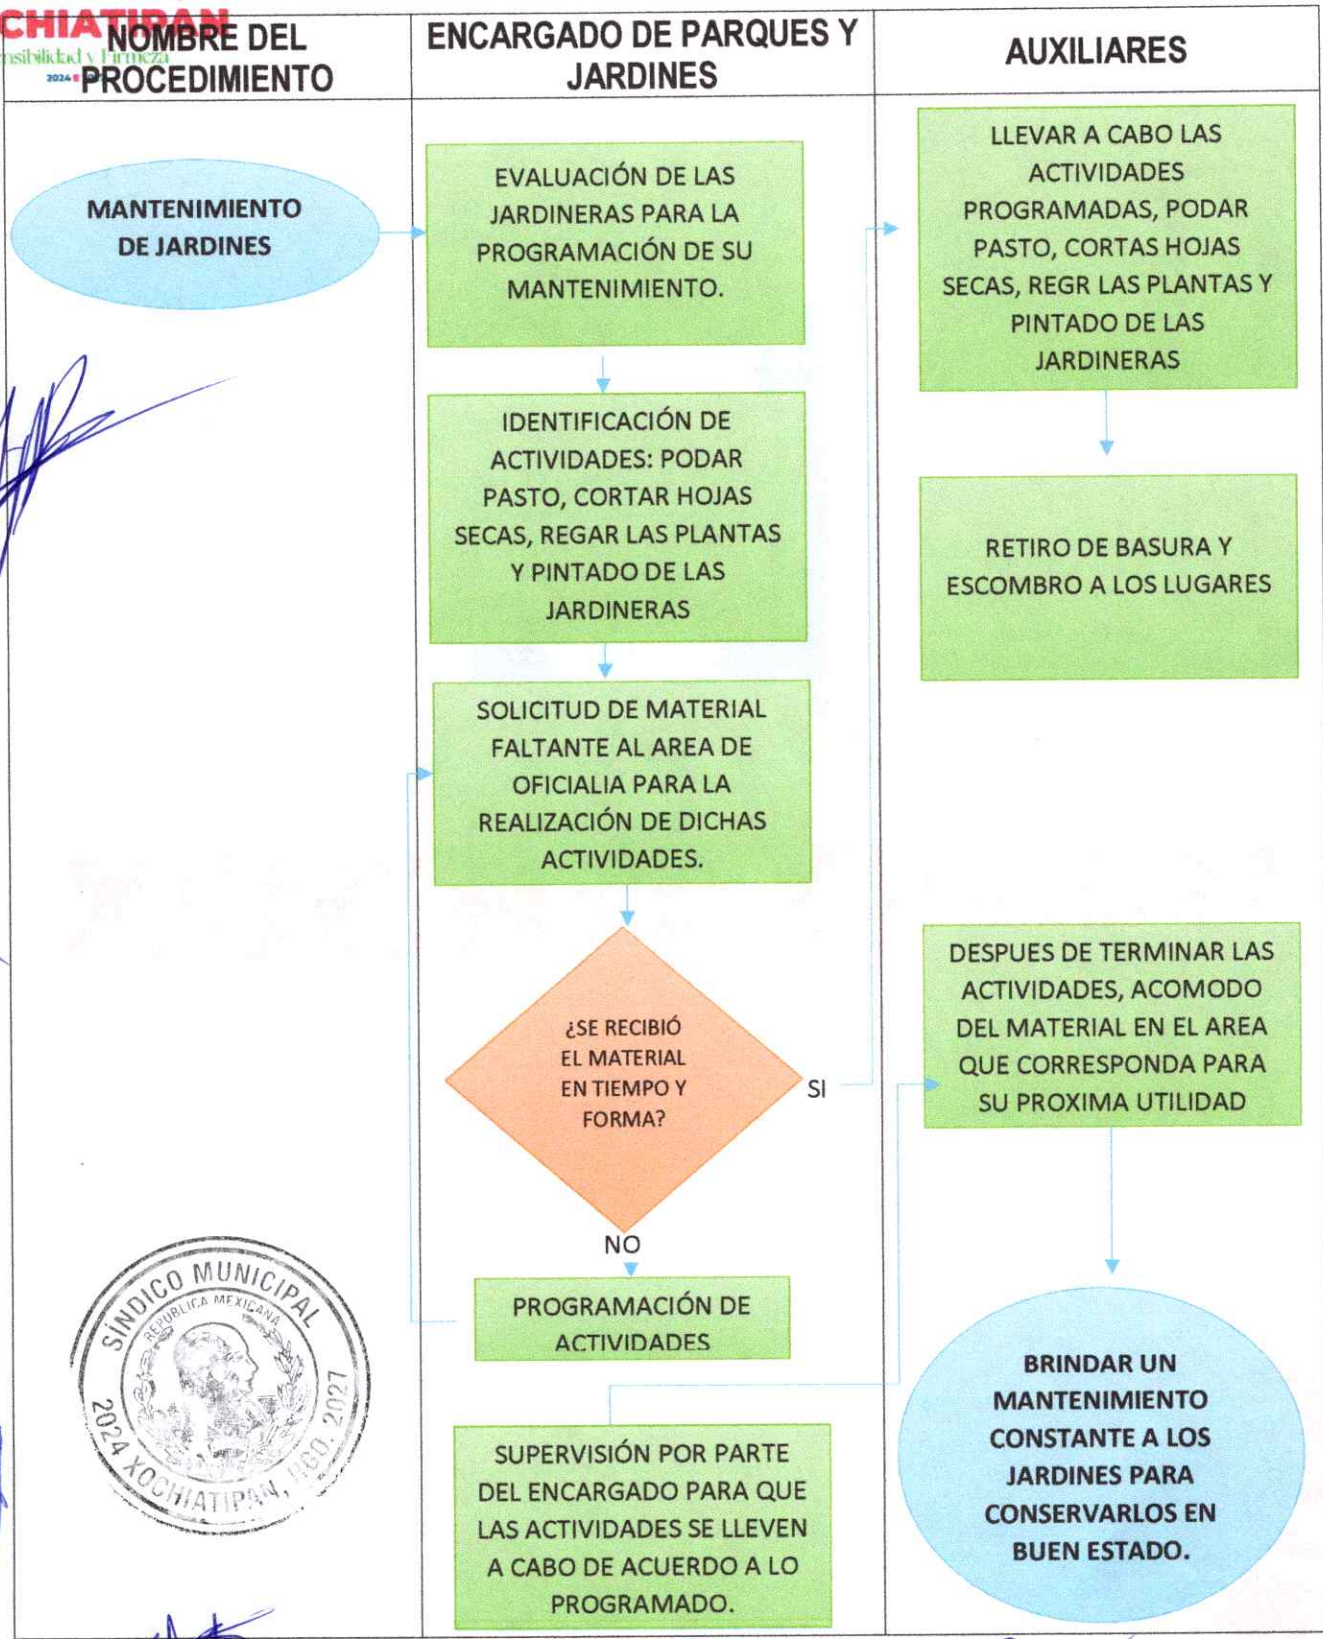 CHIATIPAN
nsibilidad y Firmeza
2024
NOMBRE DEL
PROCEDIMIENTO
ENCARGADO DE PARQUES Y
JARDINES
AUXILIARES
MANTENIMIENTO
DE JARDINES
EVALUACIÓN DE LAS
JARDINERAS PARA LA
PROGRAMACIÓN DE SU
MANTENIMIENTO.
IDENTIFICACIÓN DE
ACTIVIDADES: PODAR
PASTO, CORTAR HOJAS
SECAS, REGAR LAS PLANTAS
Y PINTADO DE LAS
JARDINERAS
SOLICITUD DE MATERIAL
FALTANTE AL AREA DE
OFICIALIA PARA LA
REALIZACIÓN DE DICHAS
ACTIVIDADES.
¿SE RECIBIÓ
EL MATERIAL
EN TIEMPO Y
FORMA?
SI
NO
PROGRAMACIÓN DE
ACTIVIDADES
SUPERVISIÓN POR PARTE
DEL ENCARGADO PARA QUE
LAS ACTIVIDADES SE LLEVEN
A CABO DE ACUERDO A LO
PROGRAMADO.
LLEVAR A CABO LAS
ACTIVIDADES
PROGRAMADAS, PODAR
PASTO, CORTAS HOJAS
SECAS, REGR LAS PLANTAS Y
PINTADO DE LAS
JARDINERAS
RETIRO DE BASURA Y
ESCOMBRO A LOS LUGARES
DESPUES DE TERMINAR LAS
ACTIVIDADES, ACOMODO
DEL MATERIAL EN EL AREA
QUE CORRESPONDA PARA
SU PROXIMA UTILIDAD
BRINDAR UN
MANTENIMIENTO
CONSTANTE A LOS
JARDINES PARA
CONSERVARLOS EN
BUEN ESTADO.
SÍNDICO MUNICIPAL
REPUBLICA MEXICANA
2024 XOCHIATIPAN, HGO. 2027